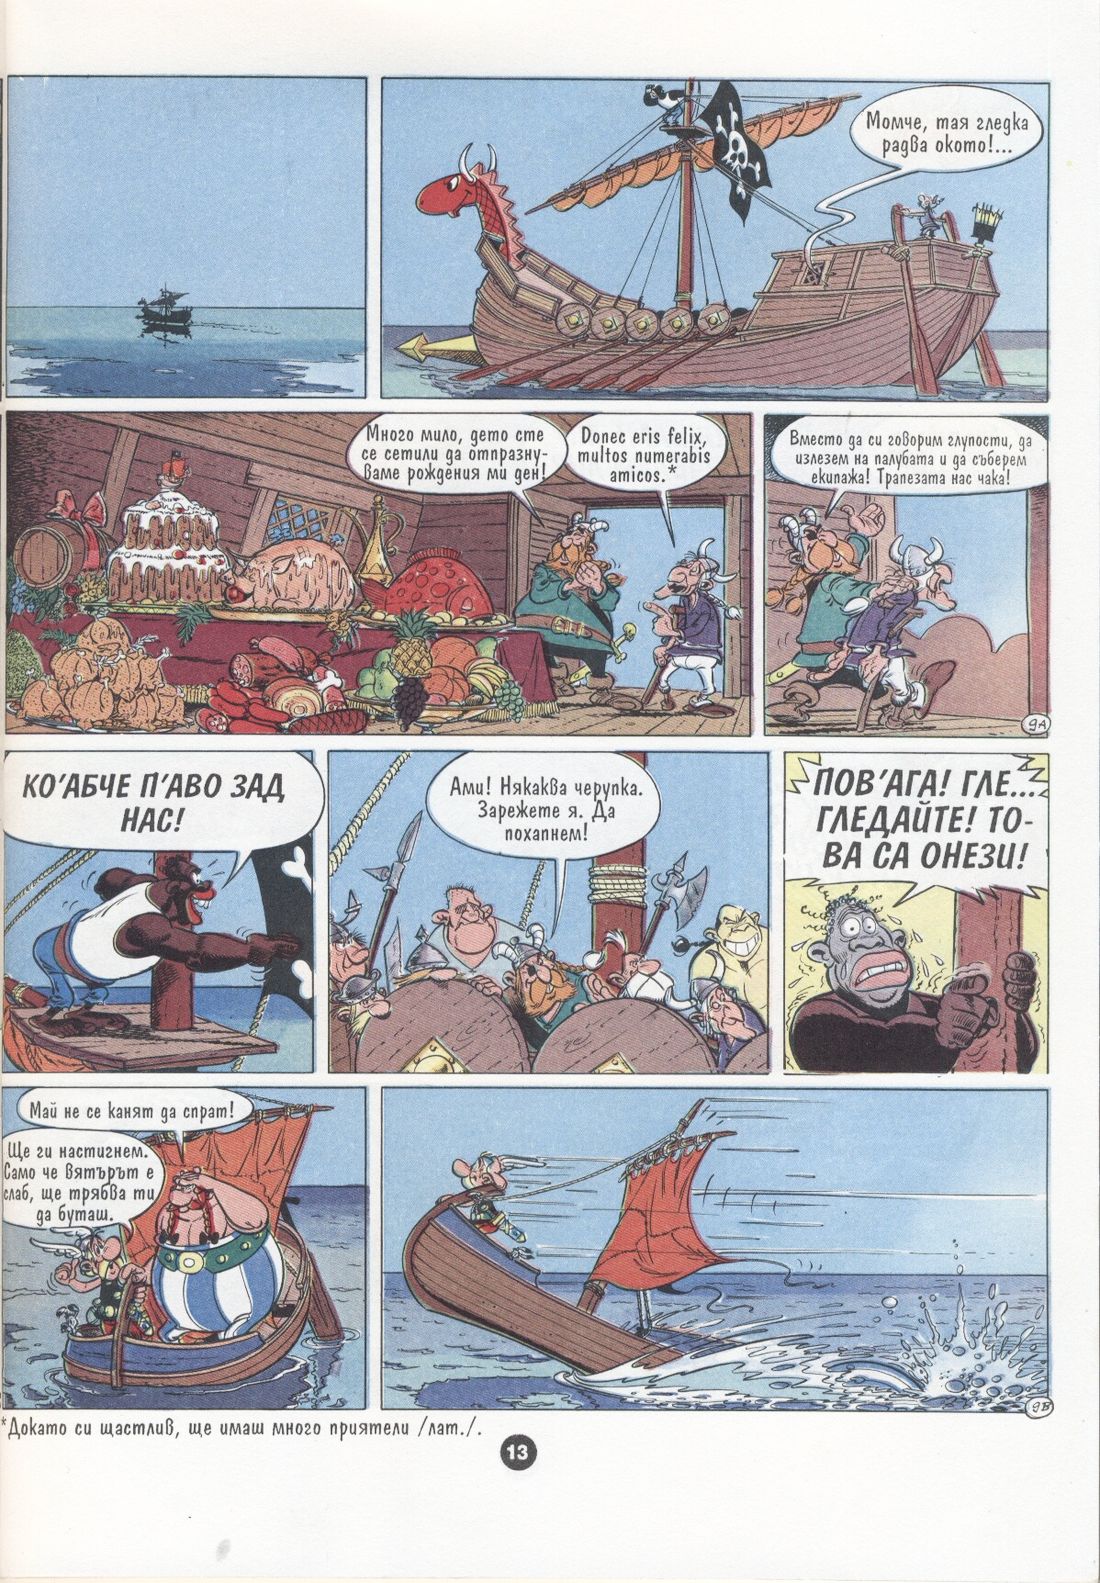 Момче, тая гледка
радва окото!...
Много мило, дето сте
се сетили да отпразну-
ваме рождения ми ден!
Donec eris felix,
multos numerabis
amicos.*
Вместо да си говорим глупости, да
излезем на палубата и да съберем
екипажа! Трапезата нас чака!
9A
КО'АБЧЕ П'АВО ЗАД
НАС!
Ами! Някаква черупка.
Зарежете я. Да
похапнем!
ПОВ'АГА! ГЛЕ...
ГЛЕДАЙТЕ! ТО-
ВА СА ОНЕЗИ!
Май не се канят да спрат!
Ще ги настигнем.
Само че вятърът е
слаб, ще трябва ти
да буташ.
9B
*Докато си щастлив, ще имаш много приятели /лат./.
13